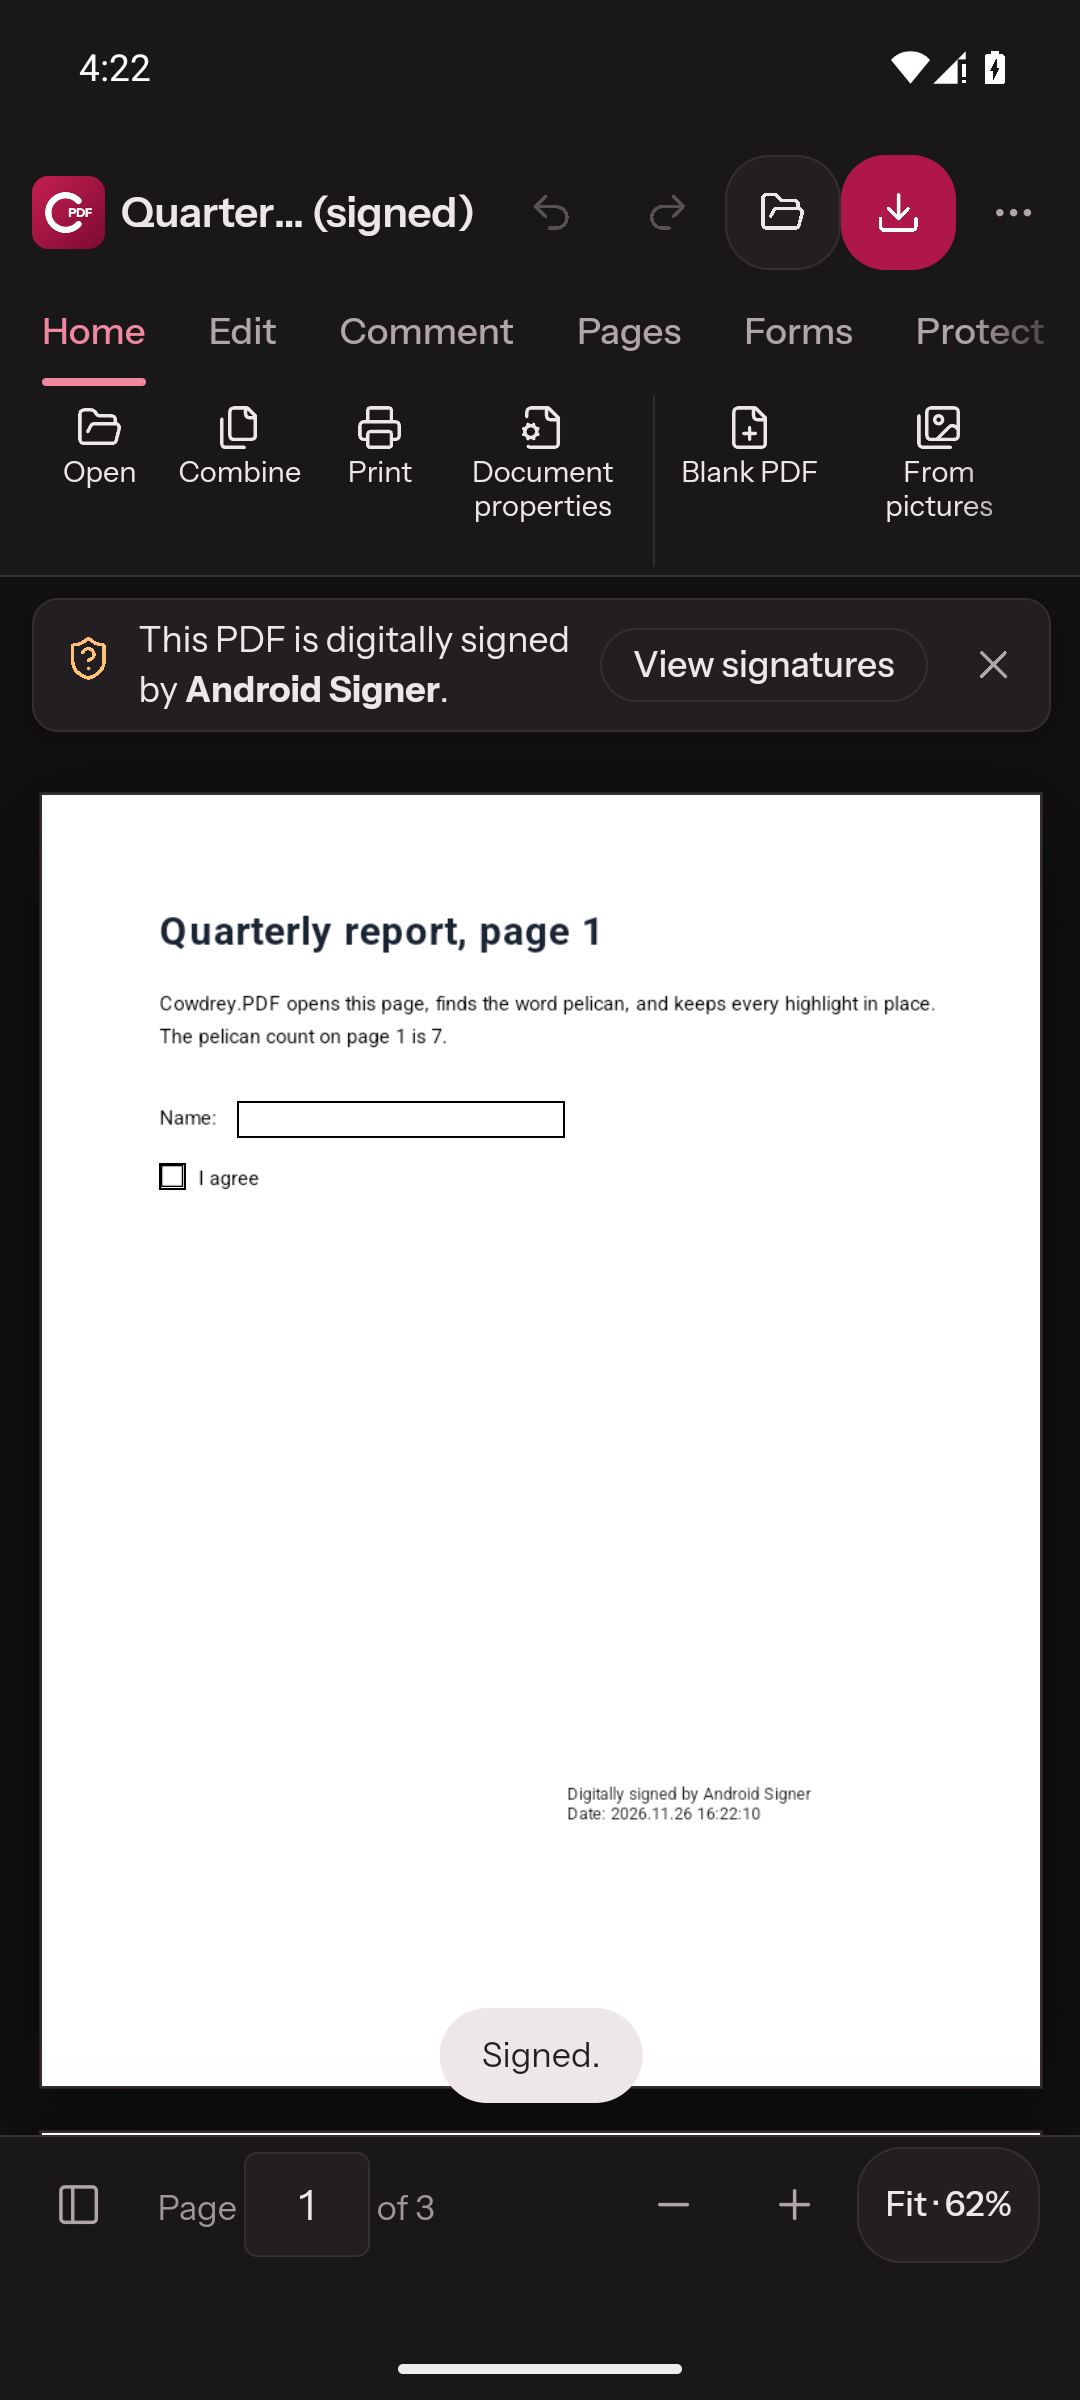 4:22
PDF
Quarter... (signed)
Home Edit Comment Pages Forms Protect
Open Combine Print Document properties Blank PDF From pictures
This PDF is digitally signed
by Android Signer.
View signatures
Quarterly report, page 1
Cowdrey.PDF opens this page, finds the word pelican, and keeps every highlight in place.
The pelican count on page 1 is 7.
Name:
I agree
Digitally signed by Android Signer
Date: 2026.11.26 16:22:10
Signed.
Page 1 of 3
Fit · 62%